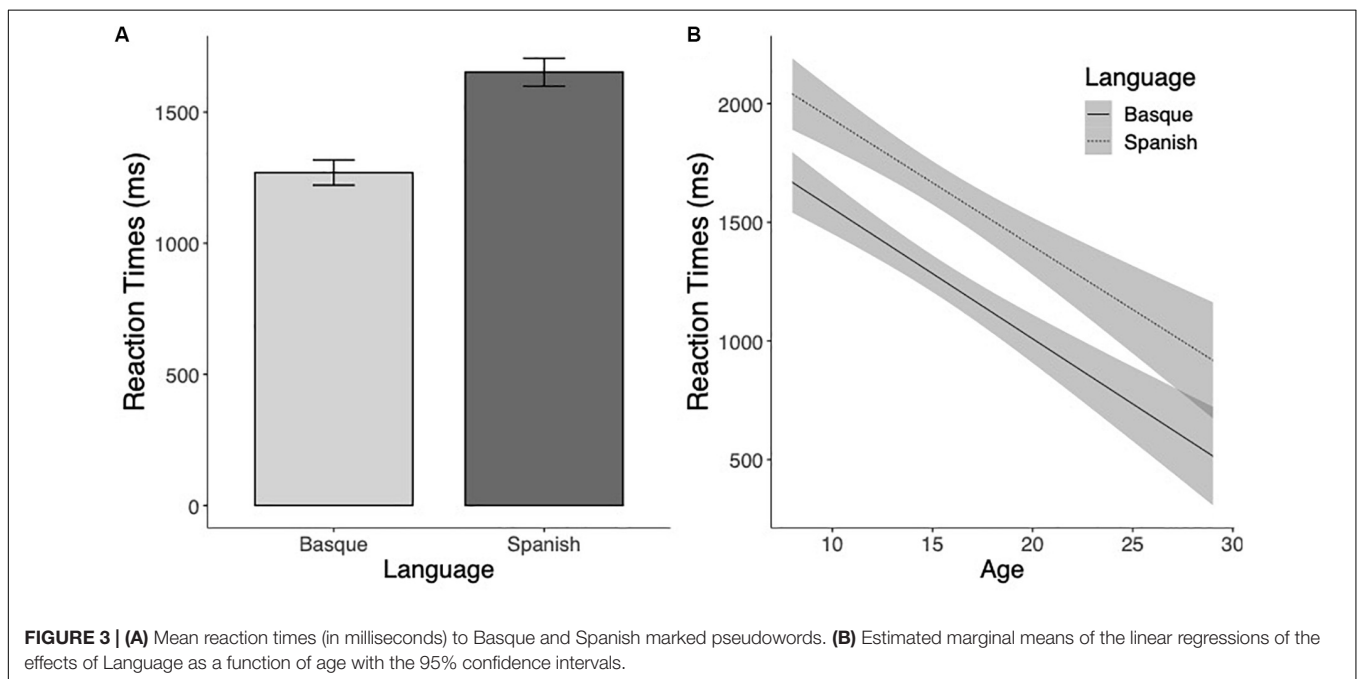 A
Reaction Times (ms)
1500
1000
500
0
Basque
Spanish
Language
B
Reaction Times (ms)
2000
1500
1000
500
10
15
20
25
30
Age
Language
Basque
Spanish
FIGURE 3 | (A) Mean reaction times (in milliseconds) to Basque and Spanish marked pseudowords. (B) Estimated marginal means of the linear regressions of the
effects of Language as a function of age with the 95% confidence intervals.